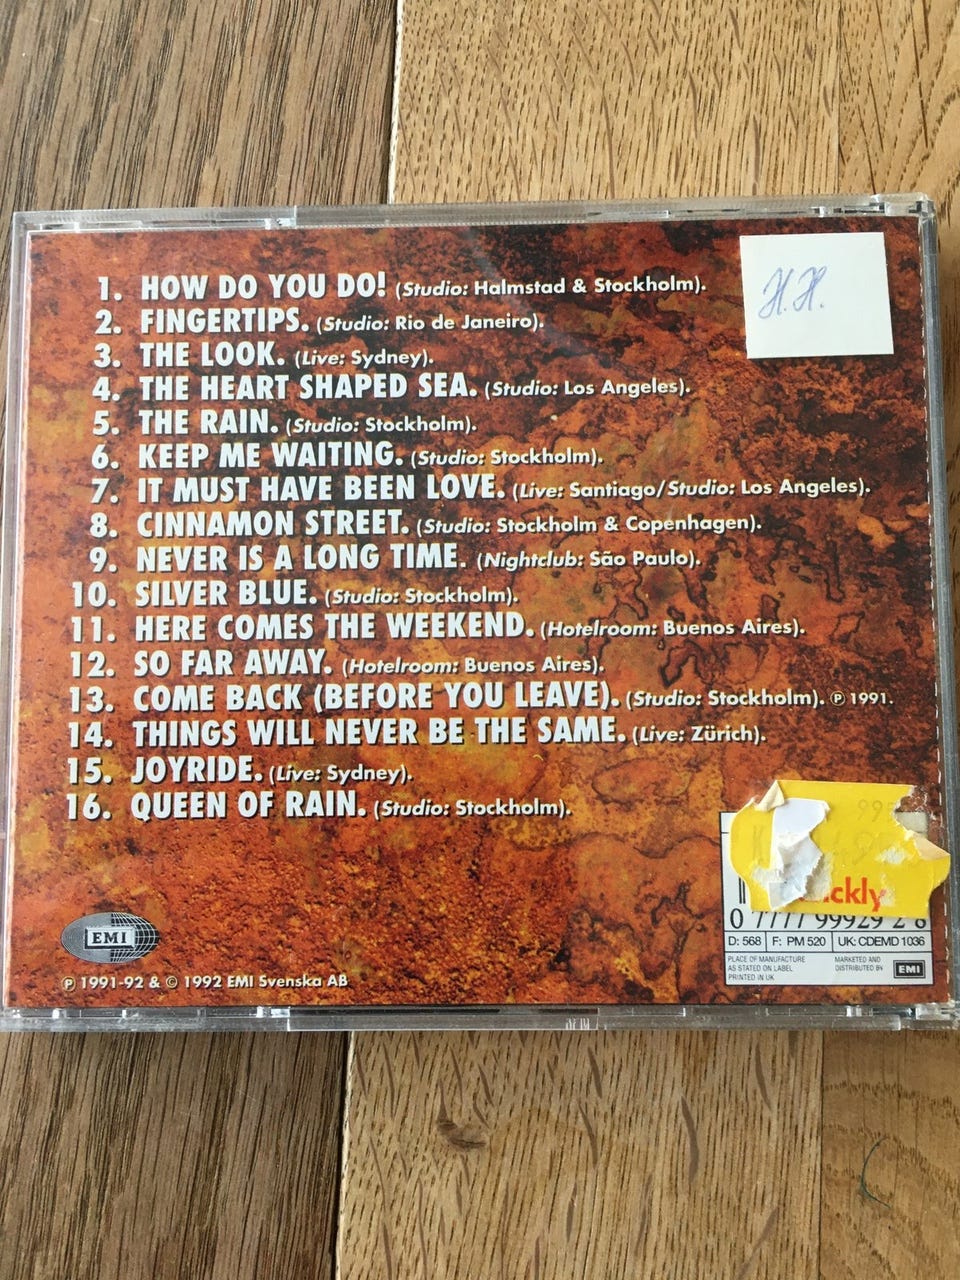 1. HOW DO YOU DO! (Studio: Halmstad & Stockholm).
2. FINGERTIPS. (Studio: Rio de Janeiro).
3. THE LOOK. (Live: Sydney).
4. THE HEART SHAPED SEA. (Studio: Los Angeles).
5. THE RAIN. (Studio: Stockholm).
6. KEEP ME WAITING. (Studio: Stockholm).
7. IT MUST HAVE BEEN LOVE. (Live: Santiago/Studio: Los Angeles).
8. CINNAMON STREET. (Studio: Stockholm & Copenhagen).
9. NEVER IS A LONG TIME. (Nightclub: São Paulo).
10. SILVER BLUE. (Studio: Stockholm).
11. HERE COMES THE WEEKEND. (Hotelroom: Buenos Aires).
12. SO FAR AWAY. (Hotelroom: Buenos Aires).
13. COME BACK (BEFORE YOU LEAVE). (Studio: Stockholm). ℗ 1991.
14. THINGS WILL NEVER BE THE SAME. (Live: Zürich).
15. JOYRIDE. (Live: Sydney).
16. QUEEN OF RAIN. (Studio: Stockholm).
H.H.
0 77779992928
D: 568 F: PM 520 UK: CDEMD 1036
PLACE OF MANUFACTURE
AS STATED ON LABEL
PRINTED IN UK
MARKETED AND
DISTRIBUTED BY
EMI
EMI
℗ 1991-92 & © 1992 EMI Svenska AB